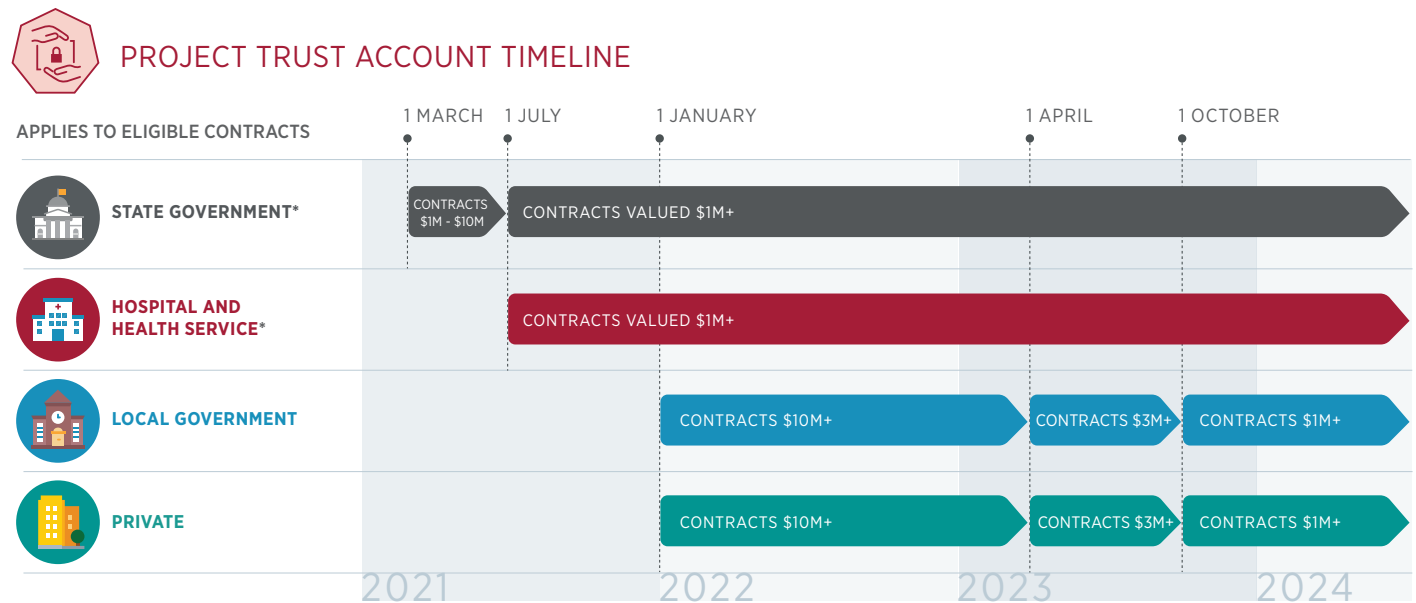 PROJECT TRUST ACCOUNT TIMELINE
1 MARCH
1 JULY
1 JANUARY
1 APRIL
1 OCTOBER
APPLIES TO ELIGIBLE CONTRACTS
STATE GOVERNMENT*
CONTRACTS
$1M - $10M
CONTRACTS VALUED $1M+
HOSPITAL AND
HEALTH SERVICE*
CONTRACTS VALUED $1M+
LOCAL GOVERNMENT
CONTRACTS $10M+
CONTRACTS $3M+
CONTRACTS $1M+
PRIVATE
CONTRACTS $10M+
CONTRACTS $3M+
CONTRACTS $1M+
2021
2022
2023
2024